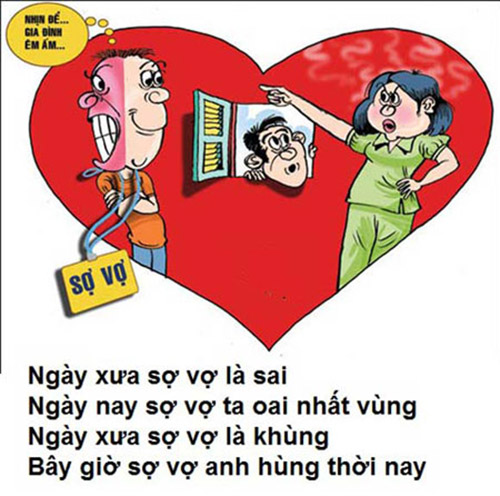 NHỊN ĐỂ...
GIA ĐÌNH
ÊM ẤM...
SỢ VỢ
Ngày xưa sợ vợ là sai
Ngày nay sợ vợ ta oai nhất vùng
Ngày xưa sợ vợ là khùng
Bây giờ sợ vợ anh hùng thời nay